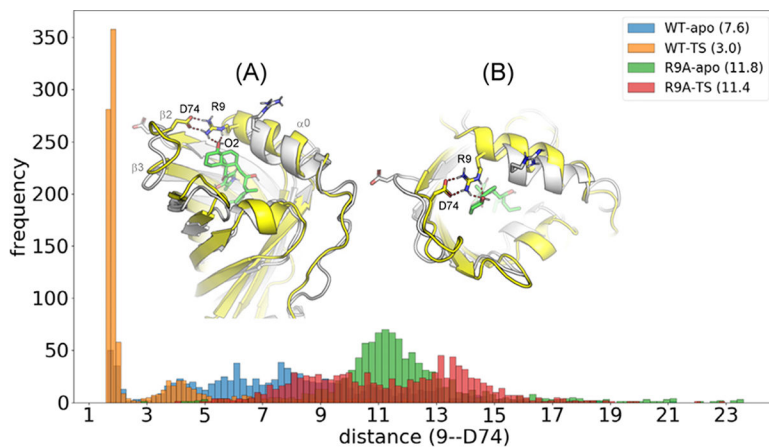 350
300
250
200
150
100
50
0
frequency
WT-apo (7.6)
WT-TS (3.0)
R9A-apo (11.8)
R9A-TS (11.4
(A)
(B)
D74
R9
β2
α0
O2
β3
R9
D74
1 3 5 7 9 11 13 15 17 19 21 23
distance (9--D74)